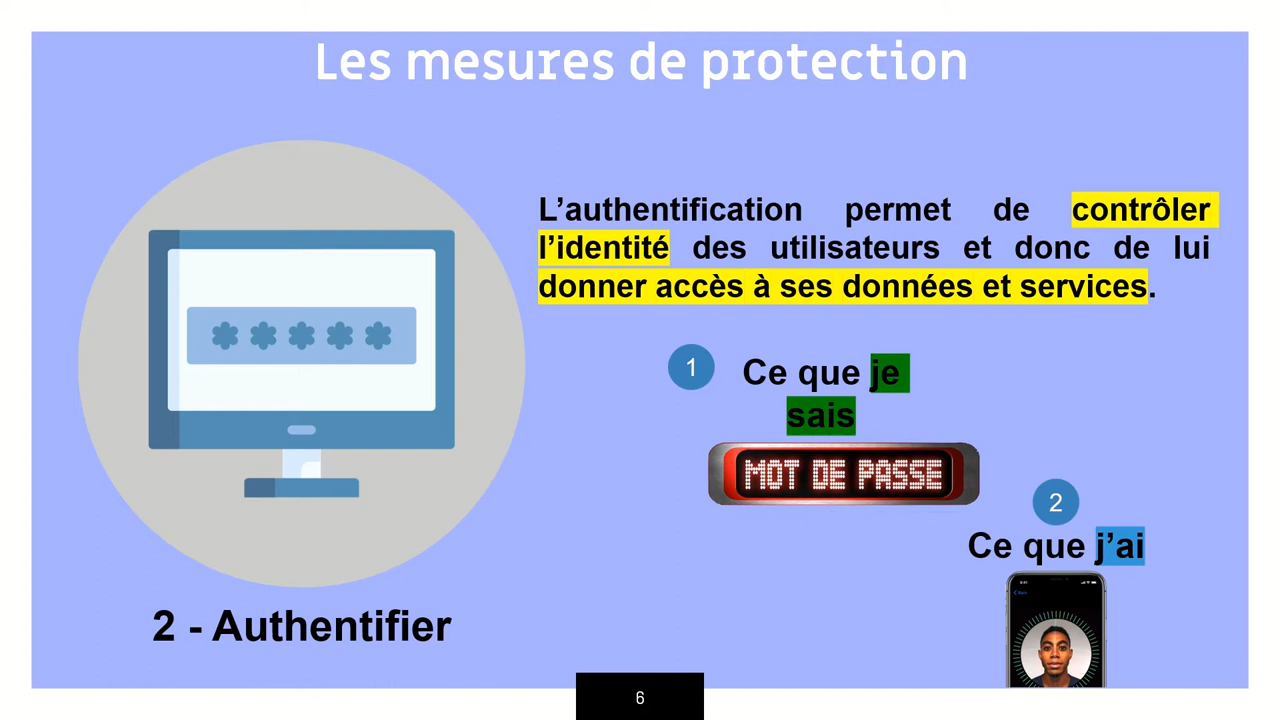 Les mesures de protection
L’authentification permet de contrôler
l’identité des utilisateurs et donc de lui
donner accès à ses données et services.
1
Ce que je
sais
MOT DE PASSE
2
Ce que j’ai
2 - Authentifier
6